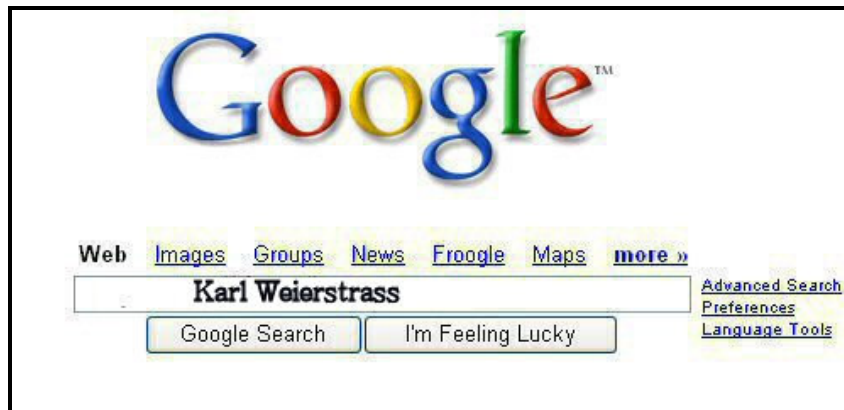 Google™
Web Images Groups News Froogle Maps more »
Karl Weierstrass
Advanced Search
Preferences
Language Tools
Google Search I'm Feeling Lucky